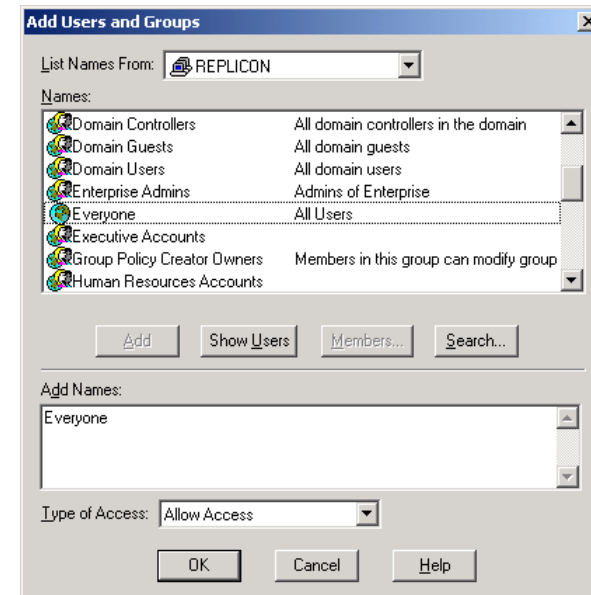 Add Users and Groups
List Names From: REPLICON
Names:
Domain Controllers All domain controllers in the domain
Domain Guests All domain guests
Domain Users All domain users
Enterprise Admins Admins of Enterprise
Everyone All Users
Executive Accounts
Group Policy Creator Owners Members in this group can modify group
Human Resources Accounts
Add Show Users Members... Search...
Add Names:
Everyone
Type of Access: Allow Access
OK Cancel Help